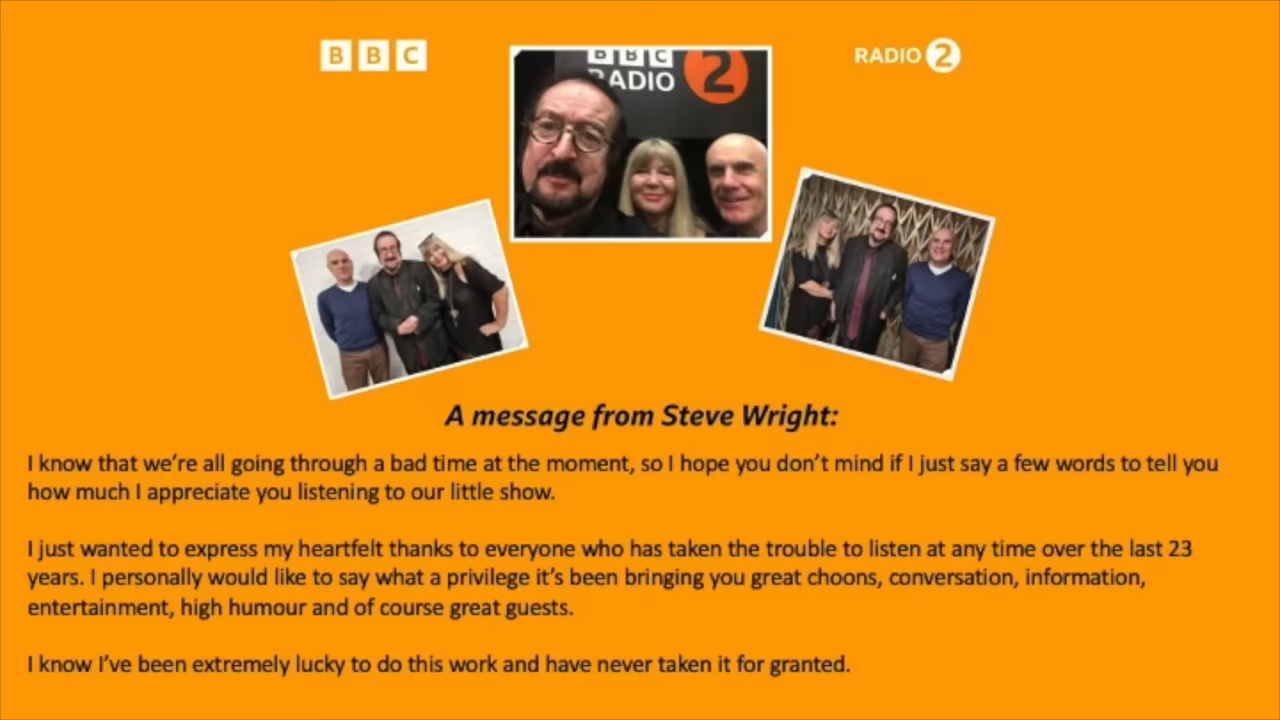 BBC
RADIO 2
BBC
RADIO 2
A message from Steve Wright:
I know that we're all going through a bad time at the moment, so I hope you don't mind if I just say a few words to tell you
how much I appreciate you listening to our little show.
I just wanted to express my heartfelt thanks to everyone who has taken the trouble to listen at any time over the last 23
years. I personally would like to say what a privilege it's been bringing you great choons, conversation, information,
entertainment, high humour and of course great guests.
I know I've been extremely lucky to do this work and have never taken it for granted.